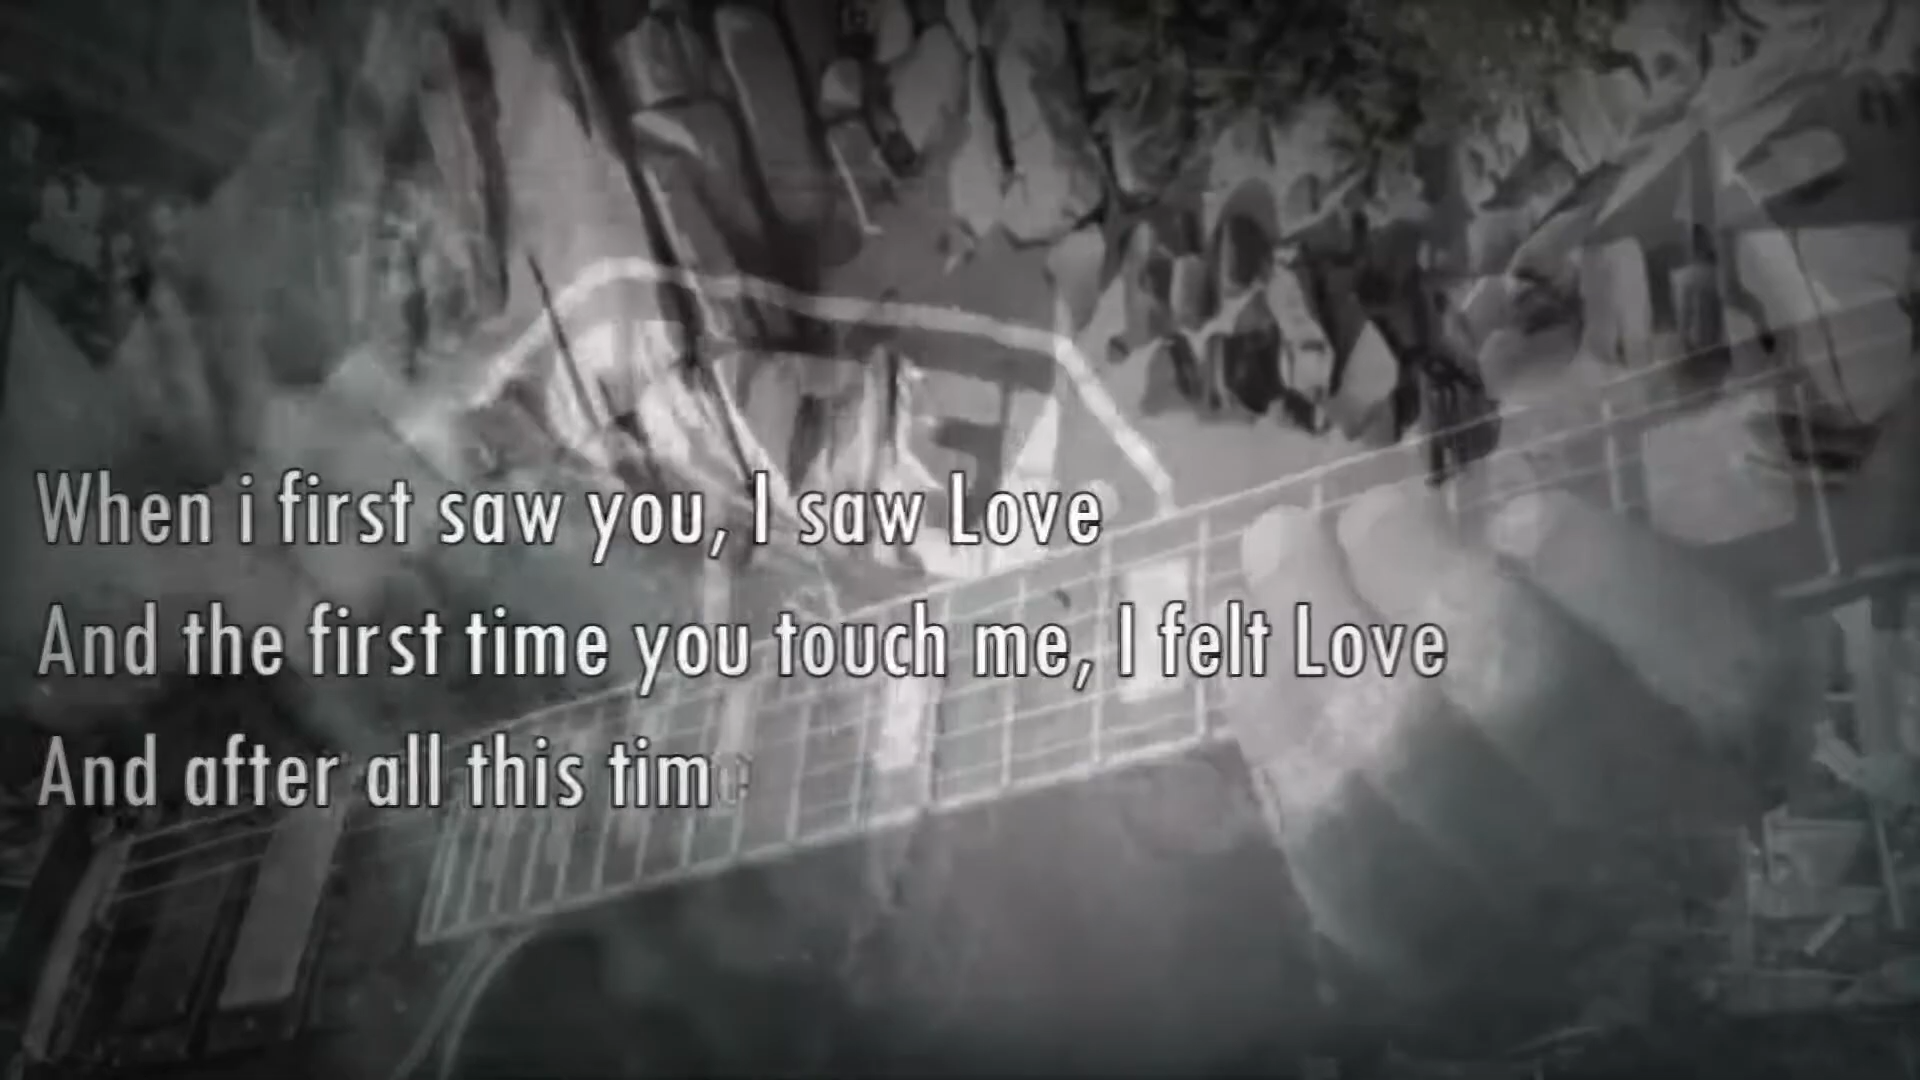 When i first saw you, I saw Love
And the first time you touch me, I felt Love
And after all this time